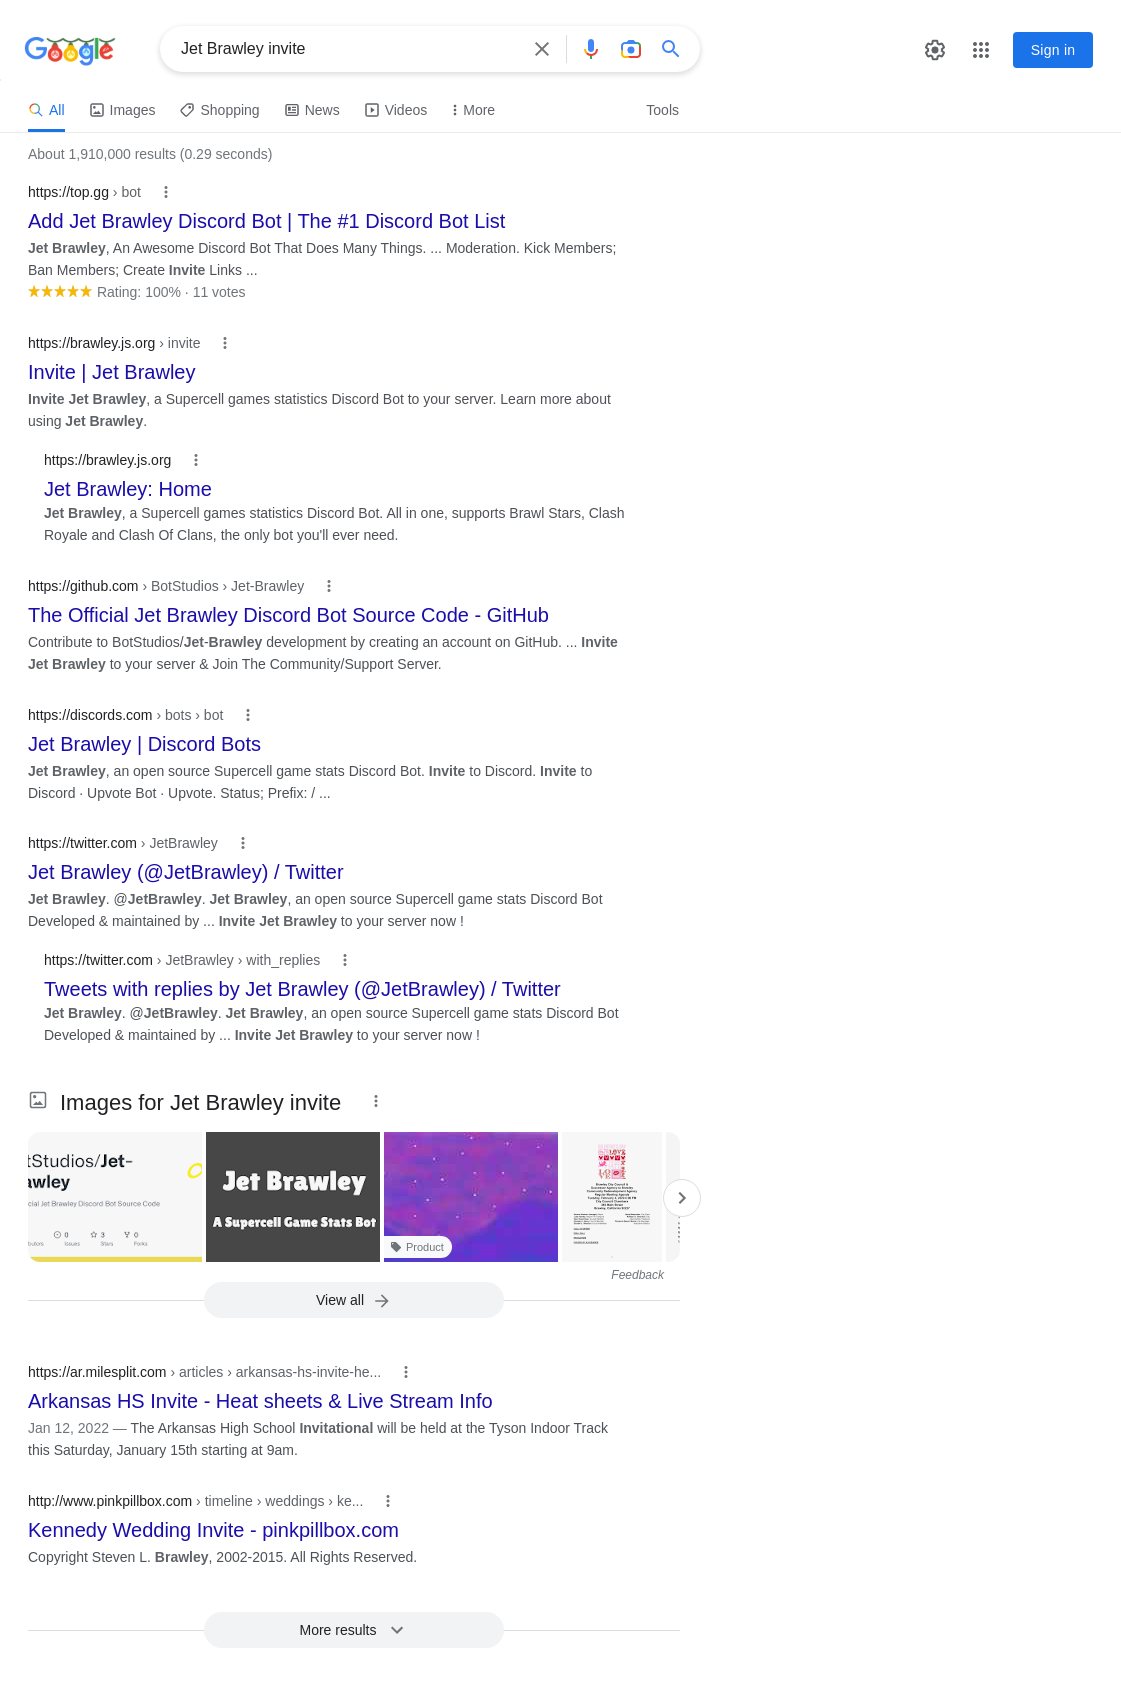 Google
Jet Brawley invite
Sign in
All
Images
Shopping
News
Videos
More
Tools
About 1,910,000 results (0.29 seconds)
https://top.gg › bot
Add Jet Brawley Discord Bot | The #1 Discord Bot List
Jet Brawley, An Awesome Discord Bot That Does Many Things. ... Moderation. Kick Members;
Ban Members; Create Invite Links ...
Rating: 100% · 11 votes
https://brawley.js.org › invite
Invite | Jet Brawley
Invite Jet Brawley, a Supercell games statistics Discord Bot to your server. Learn more about
using Jet Brawley.
https://brawley.js.org
Jet Brawley: Home
Jet Brawley, a Supercell games statistics Discord Bot. All in one, supports Brawl Stars, Clash
Royale and Clash Of Clans, the only bot you'll ever need.
https://github.com › BotStudios › Jet-Brawley
The Official Jet Brawley Discord Bot Source Code - GitHub
Contribute to BotStudios/Jet-Brawley development by creating an account on GitHub. ... Invite
Jet Brawley to your server & Join The Community/Support Server.
https://discords.com › bots › bot
Jet Brawley | Discord Bots
Jet Brawley, an open source Supercell game stats Discord Bot. Invite to Discord. Invite to
Discord · Upvote Bot · Upvote. Status; Prefix: / ...
https://twitter.com › JetBrawley
Jet Brawley (@JetBrawley) / Twitter
Jet Brawley. @JetBrawley. Jet Brawley, an open source Supercell game stats Discord Bot
Developed & maintained by ... Invite Jet Brawley to your server now !
https://twitter.com › JetBrawley › with_replies
Tweets with replies by Jet Brawley (@JetBrawley) / Twitter
Jet Brawley. @JetBrawley. Jet Brawley, an open source Supercell game stats Discord Bot
Developed & maintained by ... Invite Jet Brawley to your server now !
Images for Jet Brawley invite
tStudios/Jet-
wley
cial Jet Brawley Discord Bot Source Code
0
3
0
butors
Issues
Stars
Forks
Jet Brawley
A Supercell Game Stats Bot
Product
Feedback
View all
https://ar.milesplit.com › articles › arkansas-hs-invite-he...
Arkansas HS Invite - Heat sheets & Live Stream Info
Jan 12, 2022 — The Arkansas High School Invitational will be held at the Tyson Indoor Track
this Saturday, January 15th starting at 9am.
http://www.pinkpillbox.com › timeline › weddings › ke...
Kennedy Wedding Invite - pinkpillbox.com
Copyright Steven L. Brawley, 2002-2015. All Rights Reserved.
More results